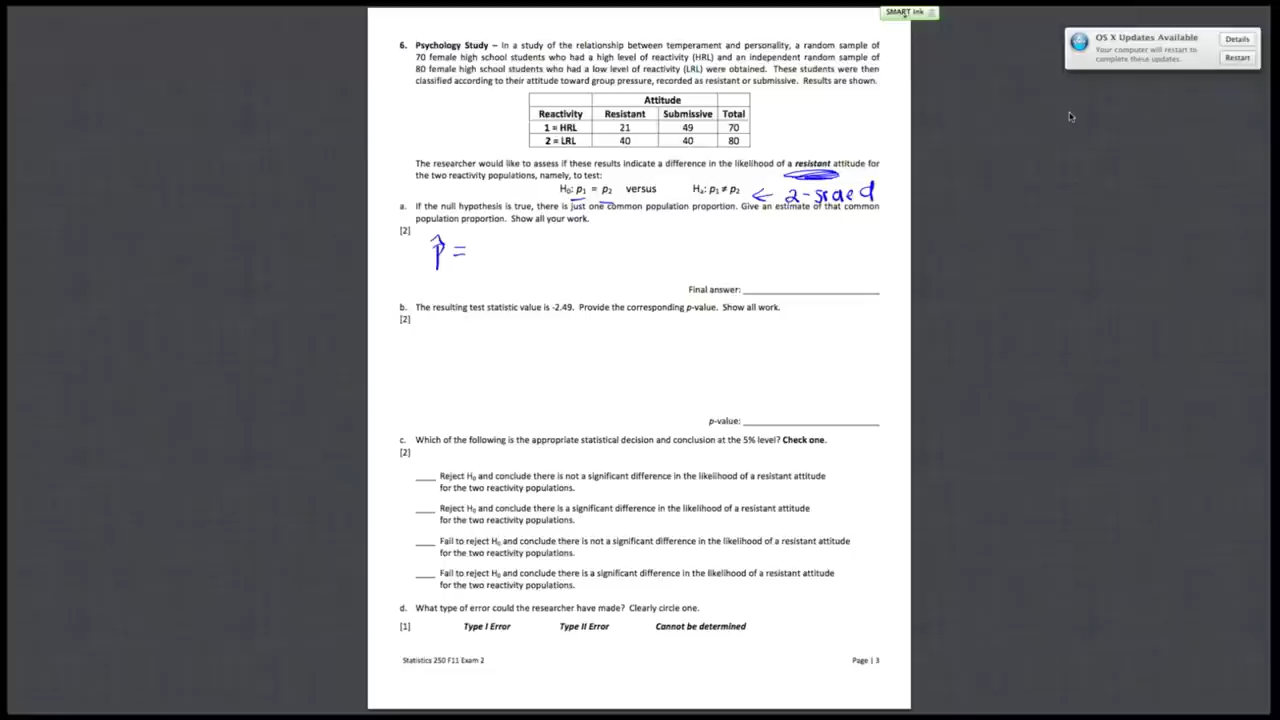 SMART Ink
OS X Updates Available
Your computer will restart to
complete these updates.
Details
Restart
6. Psychology Study – In a study of the relationship between temperament and personality, a random sample of
70 female high school students who had a high level of reactivity (HRL) and an independent random sample of
80 female high school students who had a low level of reactivity (LRL) were obtained. These students were then
classified according to their attitude toward group pressure, recorded as resistant or submissive. Results are shown.
Attitude
Reactivity Resistant Submissive Total
1 = HRL 21 49 70
2 = LRL 40 40 80
The researcher would like to assess if these results indicate a difference in the likelihood of a resistant attitude for
the two reactivity populations, namely, to test:
H₀: p₁ = p₂ versus Hₐ: p₁ ≠ p₂ ← 2-sided
a. If the null hypothesis is true, there is just one common population proportion. Give an estimate of that common
population proportion. Show all your work.
[2]
p̂ =
Final answer: ____
b. The resulting test statistic value is -2.49. Provide the corresponding p-value. Show all work.
[2]
p-value: ____
c. Which of the following is the appropriate statistical decision and conclusion at the 5% level? Check one.
[2]
____ Reject H₀ and conclude there is not a significant difference in the likelihood of a resistant attitude
for the two reactivity populations.
____ Reject H₀ and conclude there is a significant difference in the likelihood of a resistant attitude
for the two reactivity populations.
____ Fail to reject H₀ and conclude there is not a significant difference in the likelihood of a resistant attitude
for the two reactivity populations.
____ Fail to reject H₀ and conclude there is a significant difference in the likelihood of a resistant attitude
for the two reactivity populations.
d. What type of error could the researcher have made? Clearly circle one.
[1] Type I Error Type II Error Cannot be determined
Statistics 250 F11 Exam 2 Page | 3